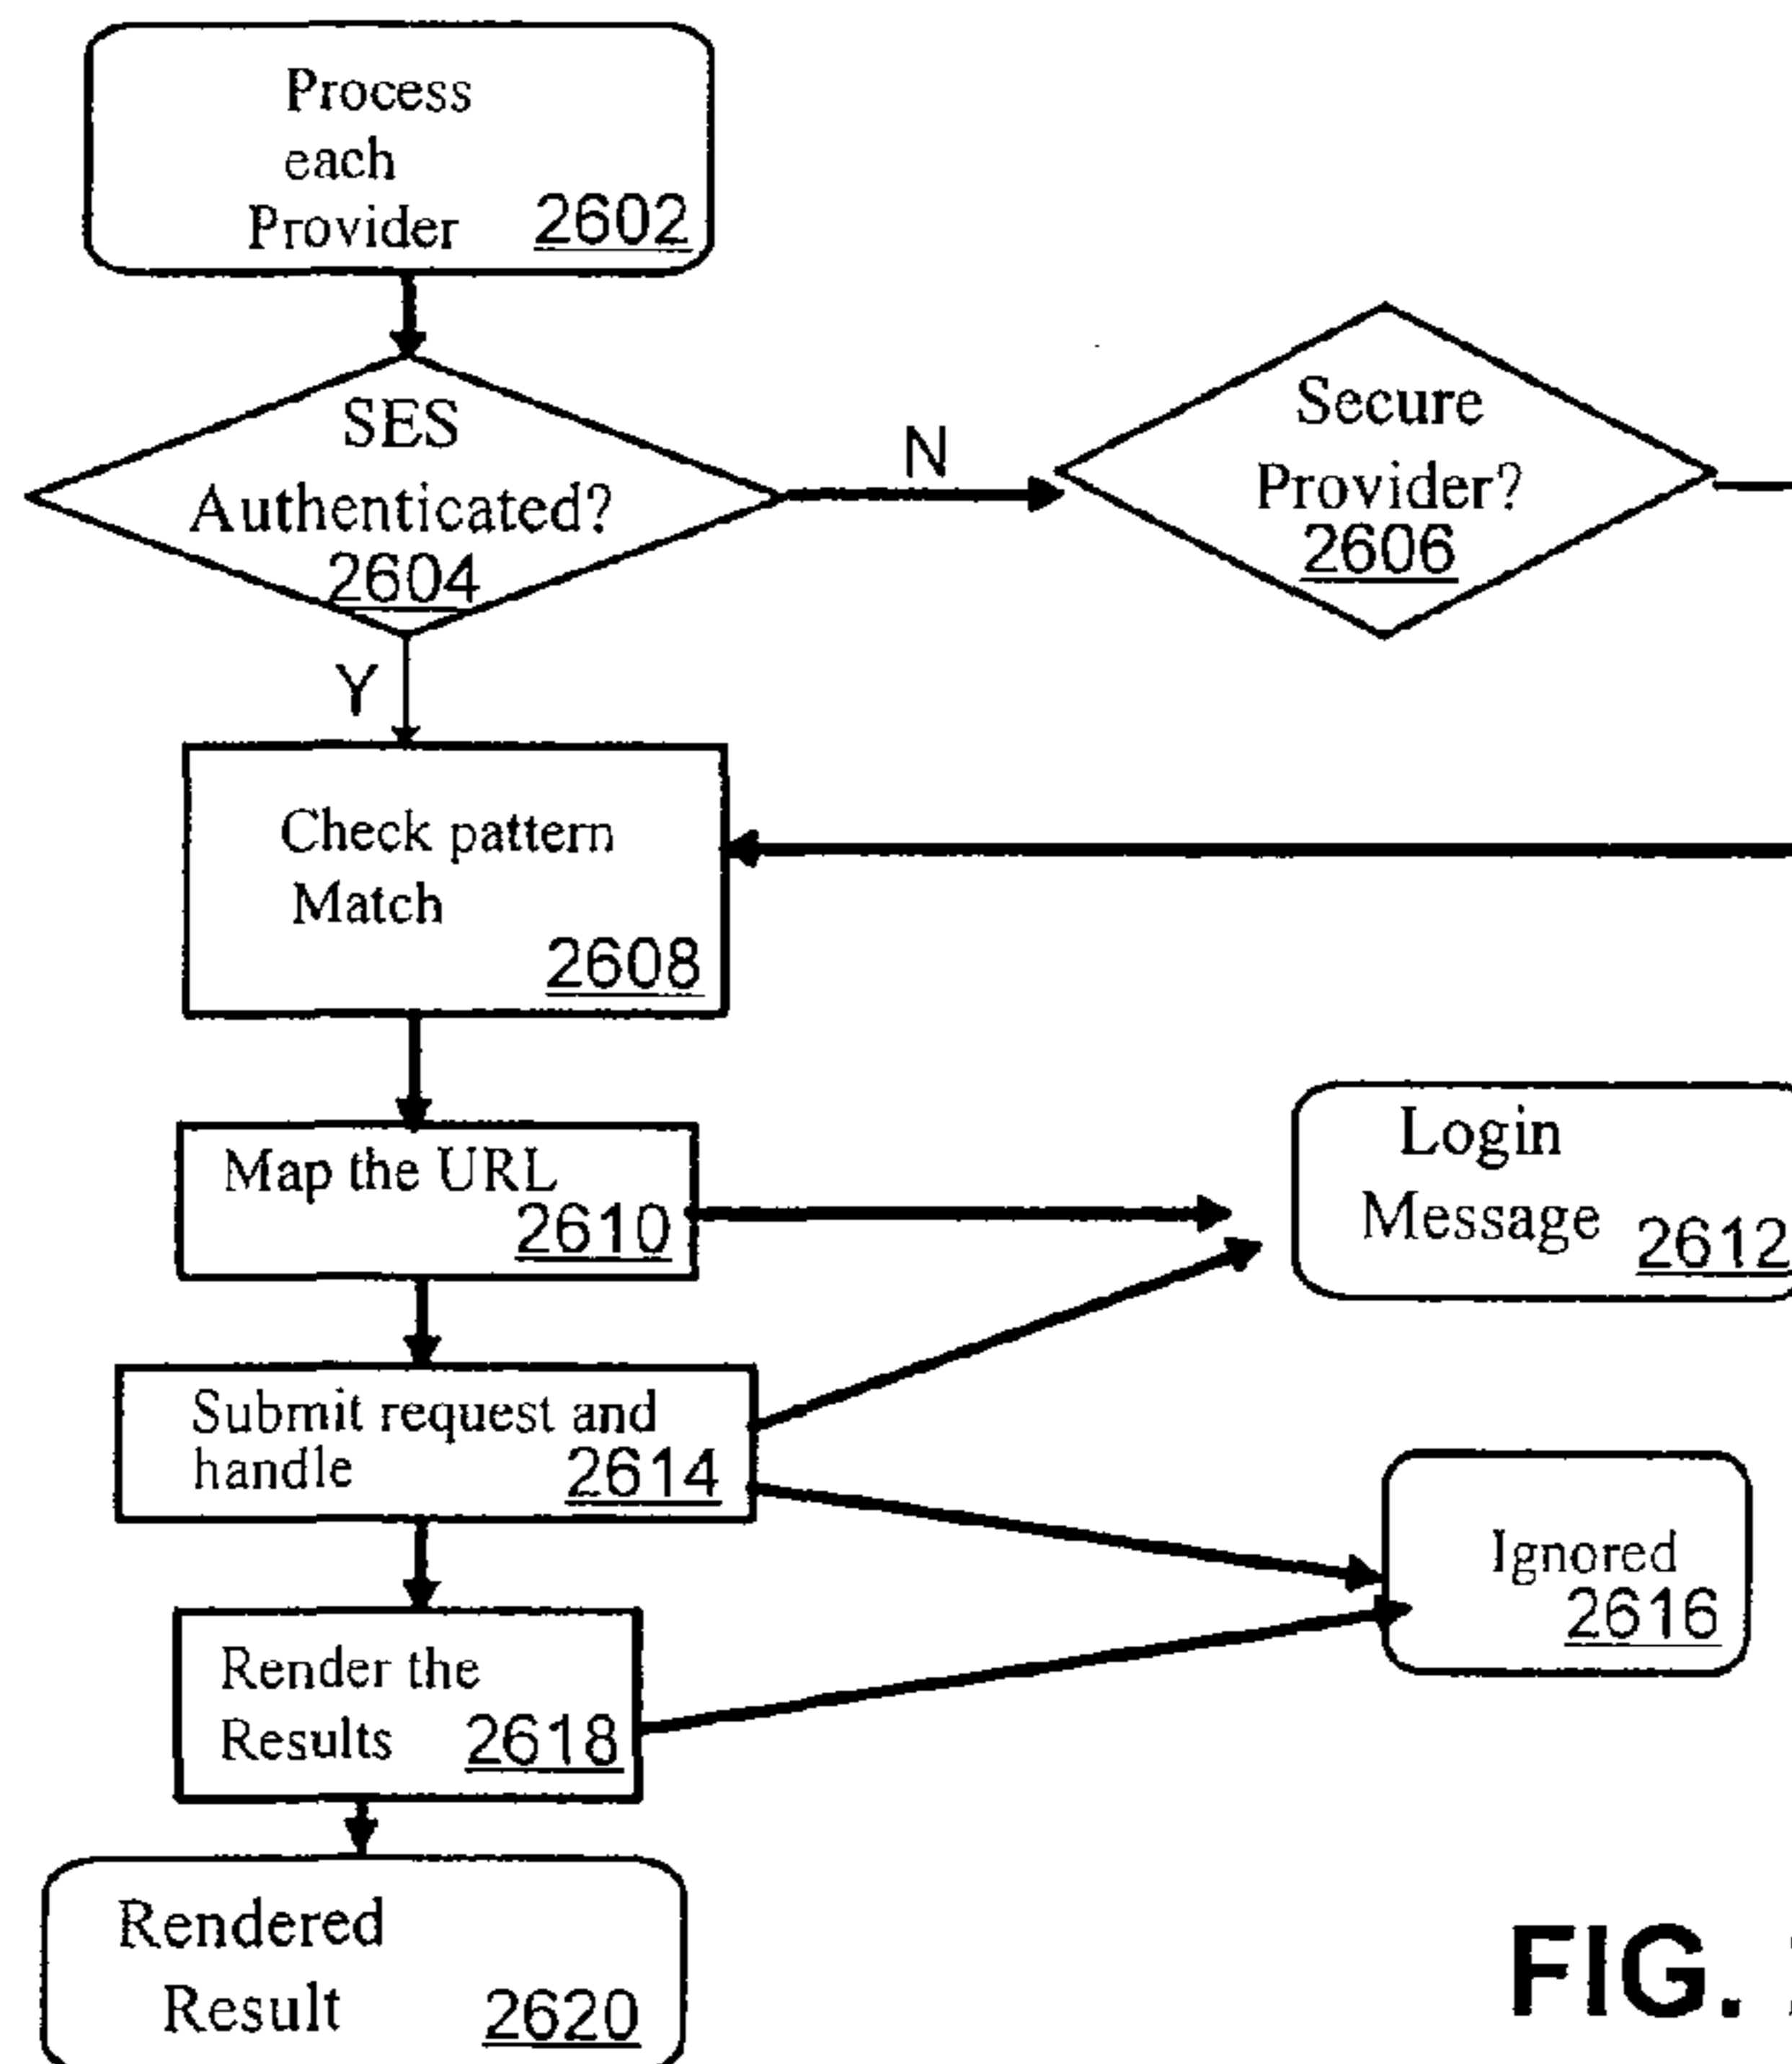 Process
each
Provider 2602
SES
Authenticated?
2604
N
Secure
Provider?
2606
Y
Check pattern
Match
2608
Map the URL
2610
Login
Message 2612
Submit request and
handle 2614
Ignored
2616
Render the
Results 2618
Rendered
Result 2620
FIG.